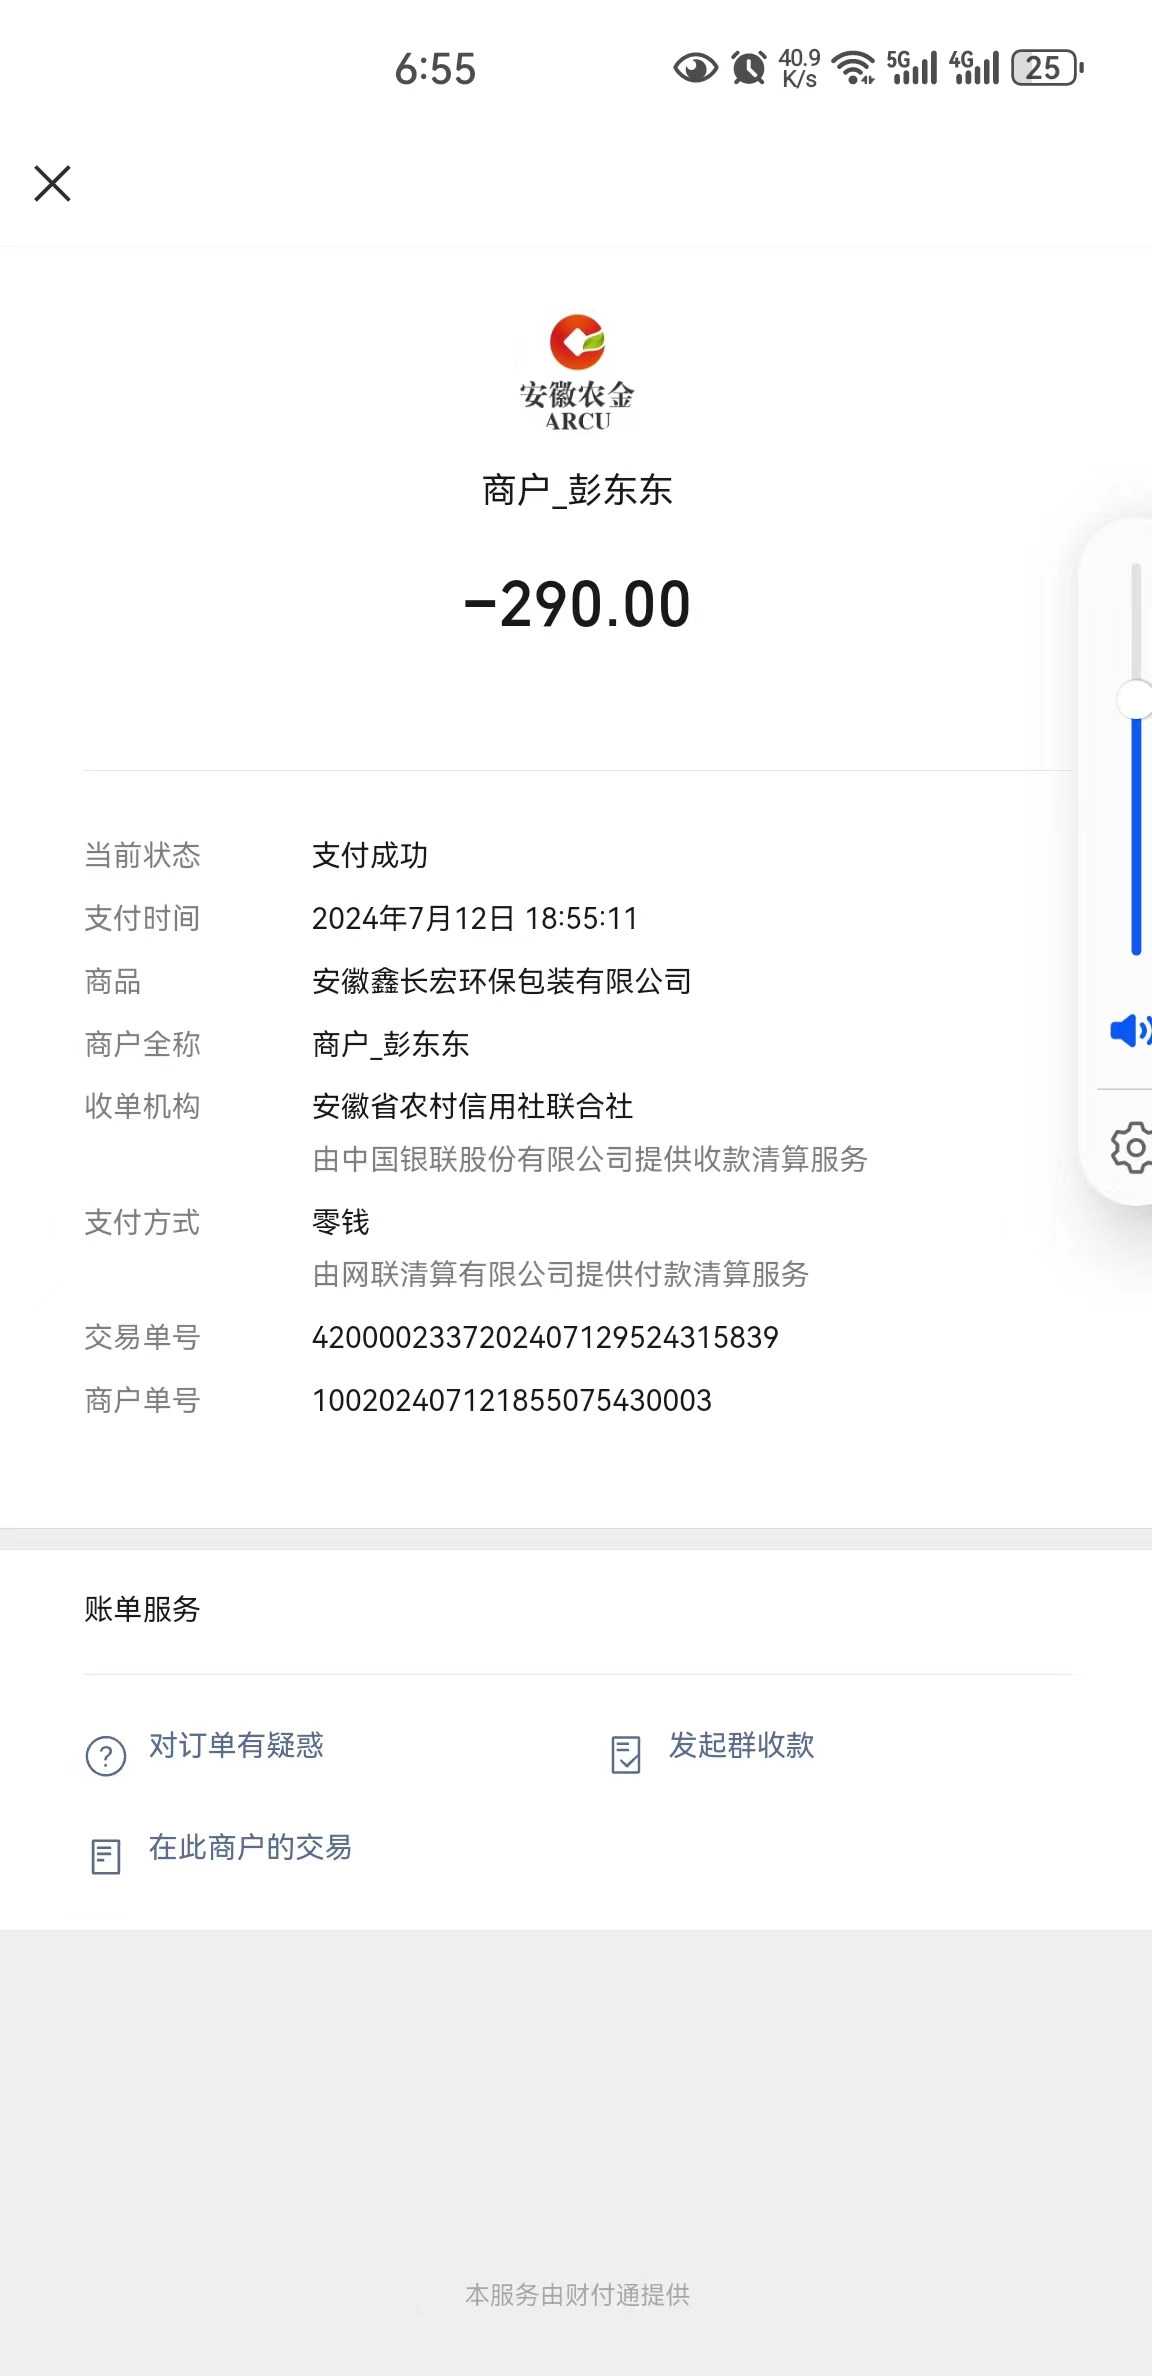 6:55
40.9
K/s
5G
4G
25
安徽农金
ARCU
商户_彭东东
-290.00
当前状态 支付成功
支付时间 2024年7月12日 18:55:11
商品 安徽鑫长宏环保包装有限公司
商户全称 商户_彭东东
收单机构 安徽省农村信用社联合社
由中国银联股份有限公司提供收款清算服务
支付方式 零钱
由网联清算有限公司提供付款清算服务
交易单号 4200002337202407129524315839
商户单号 100202407121855075430003
账单服务
对订单有疑惑
发起群收款
在此商户的交易
本服务由财付通提供